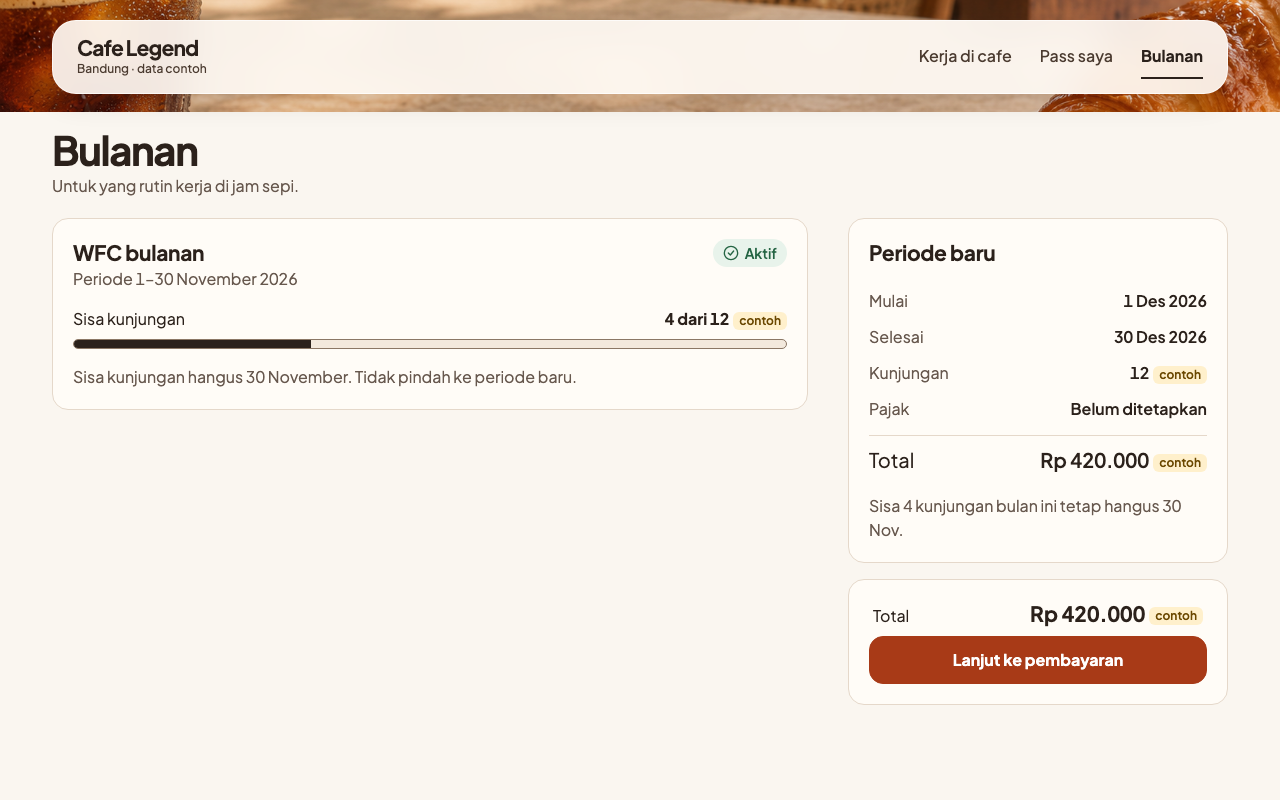 Cafe Legend
Bandung · data contoh
Kerja di cafe
Pass saya
Bulanan
Bulanan
Untuk yang rutin kerja di jam sepi.
WFC bulanan
Aktif
Periode 1–30 November 2026
Sisa kunjungan
4 dari 12 contoh
Sisa kunjungan hangus 30 November. Tidak pindah ke periode baru.
Periode baru
Mulai 1 Des 2026
Selesai 30 Des 2026
Kunjungan 12 contoh
Pajak Belum ditetapkan
Total Rp 420.000 contoh
Sisa 4 kunjungan bulan ini tetap hangus 30
Nov.
Total Rp 420.000 contoh
Lanjut ke pembayaran